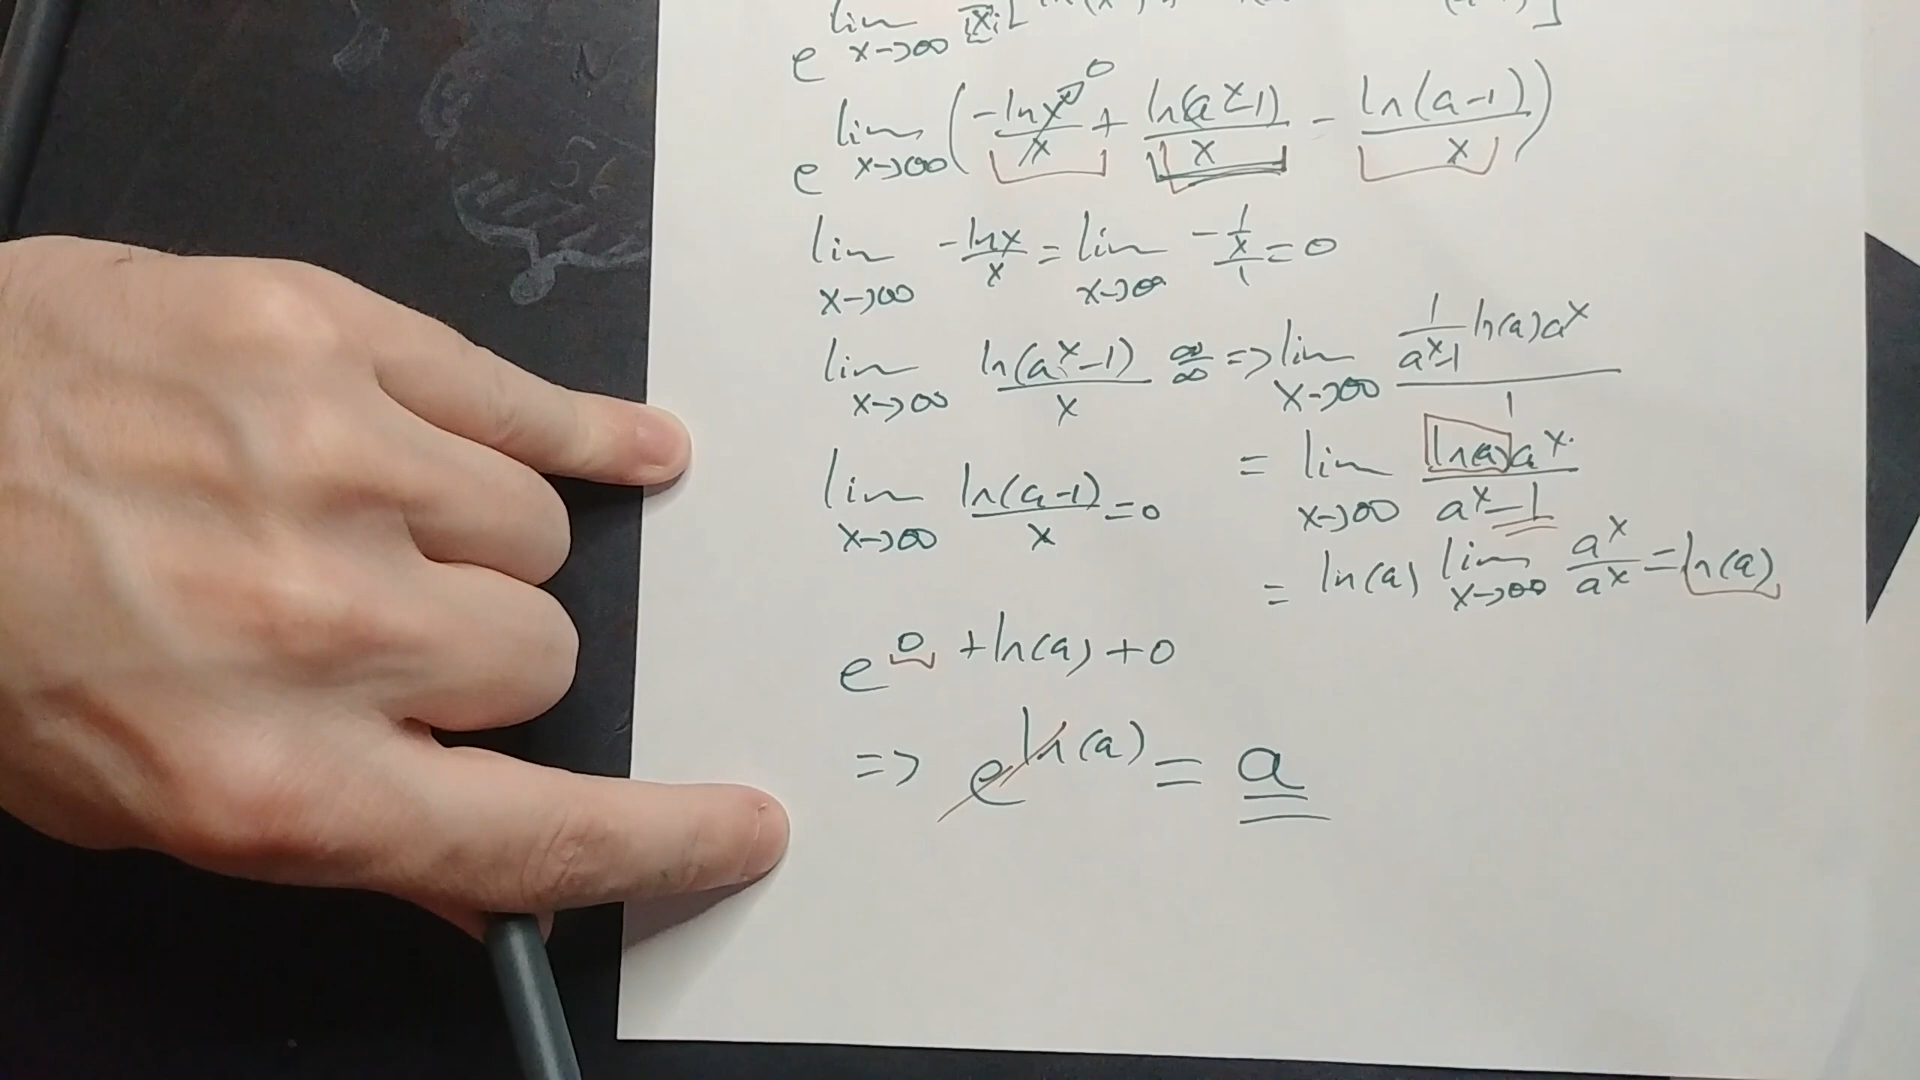 e lim x→∞
e lim x→∞ ( -ln x / x 0 + ln(a^x-1) / x - ln(a-1) / x )
lim x→∞ -ln x / x = lim x→∞ - 1/x / 1 = 0
lim x→∞ ln(a^x-1) / x ∞/∞ => lim x→∞ 1/(a^x-1) ln(a) a^x / 1
= lim x→∞ ln(a) a^x / a^x-1
lim x→∞ ln(a-1) / x = 0
= ln(a) lim x→∞ a^x / a^x = ln(a)
e^0 + ln(a) + 0
=> e^ln(a) = a